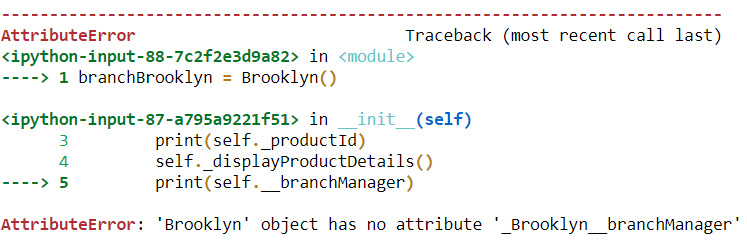 ---------------------------------------------------------------------------
AttributeError                            Traceback (most recent call last)
<ipython-input-88-7c2f2e3d9a82> in <module>
----> 1 branchBrooklyn = Brooklyn()

<ipython-input-87-a795a9221f51> in __init__(self)
      3         print(self._productId)
      4         self._displayProductDetails()
----> 5         print(self.__branchManager)

AttributeError: 'Brooklyn' object has no attribute '_Brooklyn__branchManager'